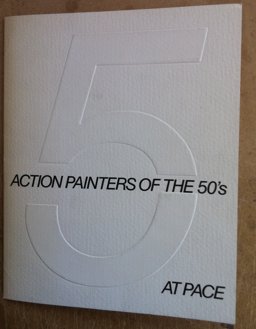 5
ACTION PAINTERS OF THE 50's
AT PACE